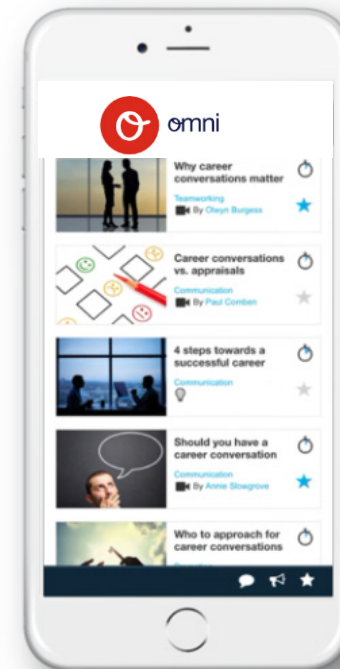 omni
Why career
conversations matter
Teamworking
By Olwyn Burgess
Career conversations
vs. appraisals
Communication
By Paul Comben
4 steps towards a
successful career
Communication
Should you have a
career conversation
Communication
By Annie Slowgrove
Who to approach for
career conversations